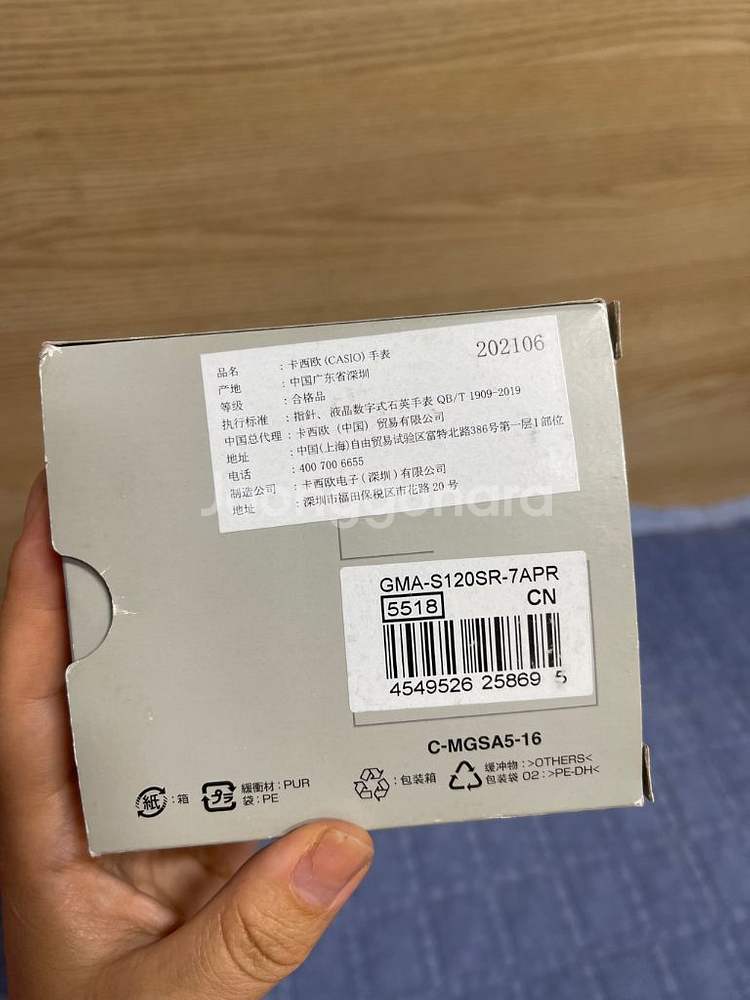 202106
品名 : 卡西欧(CASIO)手表
产地 : 中国广东省深圳
等级 : 合格品
执行标准 : 指針、液晶数字式石英手表 QB/T 1909-2019
中国总代理 : 卡西欧(中国)贸易有限公司
地址 : 中国(上海)自由贸易试验区富特北路386号第一层1部位
电话 : 400 700 6655
制造公司 : 卡西欧电子(深圳)有限公司
地址 : 深圳市福田保税区市花路 20 号
GMA-S120SR-7APR
5518 CN
4549526 25869 5
C-MGSA5-16
紙 : 箱
プラ 緩衝材 : PUR
袋 : PE
: 包装箱
缓冲物 : >OTHERS<
包装袋 02 : >PE-DH<